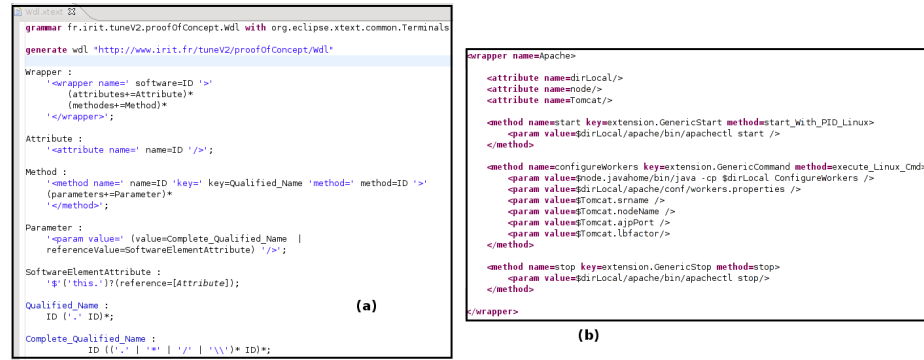 wdl.xtext
grammar fr.irit.tuneV2.proofOfConcept.Wdl with org.eclipse.xtext.common.Terminals
generate wdl "http://www.irit.fr/tuneV2/proofOfConcept/Wdl"
Wrapper :
'<wrapper name=' software=ID '>'
(attributes+=Attribute)*
(methodes+=Method)*
'</wrapper>';
Attribute :
'<attribute name=' name=ID '/>';
Method :
'<method name=' name=ID 'key=' key=Qualified_Name 'method=' method=ID '>'
(parameters+=Parameter)*
'</method>';
Parameter :
'<param value=' (value=Complete_Qualified_Name |
referenceValue=SoftwareElementAttribute) '/>';
SoftwareElementAttribute :
'$'('this.')?(reference=[Attribute]);
Qualified_Name :
ID ('.' ID)*;
Complete_Qualified_Name :
ID (('.' | '*' | '/' | '\\')* ID)*;
(a)
<wrapper name=Apache>
<attribute name=dirLocal/>
<attribute name=node/>
<attribute name=Tomcat/>
<method name=start key=extension.GenericStart method=start_With_PID_Linux>
<param value=$dirLocal/apache/bin/apachectl start />
</method>
<method name=configureWorkers key=extension.GenericCommand method=execute_Linux_Cmd>
<param value=$node.javahome/bin/java -cp $dirLocal ConfigureWorkers />
<param value=$dirLocal/apache/conf/workers.properties />
<param value=$Tomcat.srname />
<param value=$Tomcat.nodeName />
<param value=$Tomcat.ajpPort />
<param value=$Tomcat.lbfactor/>
</method>
<method name=stop key=extension.GenericStop method=stop>
<param value=$dirLocal/apache/bin/apachectl stop/>
</method>
</wrapper>
(b)